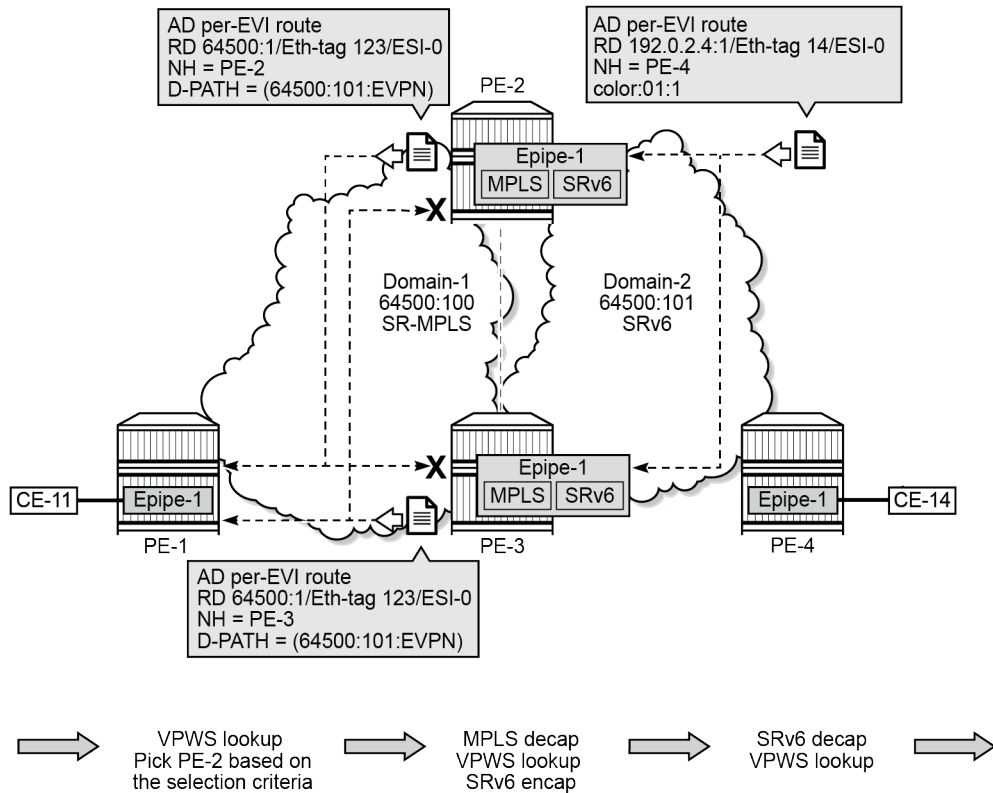 AD per-EVI route
RD 64500:1/Eth-tag 123/ESI-0
NH = PE-2
D-PATH = (64500:101:EVPN)
AD per-EVI route
RD 192.0.2.4:1/Eth-tag 14/ESI-0
NH = PE-4
color:01:1
PE-2
Epipe-1
MPLS SRv6
X
Domain-1
64500:100
SR-MPLS
Domain-2
64500:101
SRv6
X
CE-11
Epipe-1
PE-1
Epipe-1
MPLS SRv6
PE-3
Epipe-1
PE-4
CE-14
AD per-EVI route
RD 64500:1/Eth-tag 123/ESI-0
NH = PE-3
D-PATH = (64500:101:EVPN)
VPWS lookup
Pick PE-2 based on
the selection criteria
MPLS decap
VPWS lookup
SRv6 encap
SRv6 decap
VPWS lookup